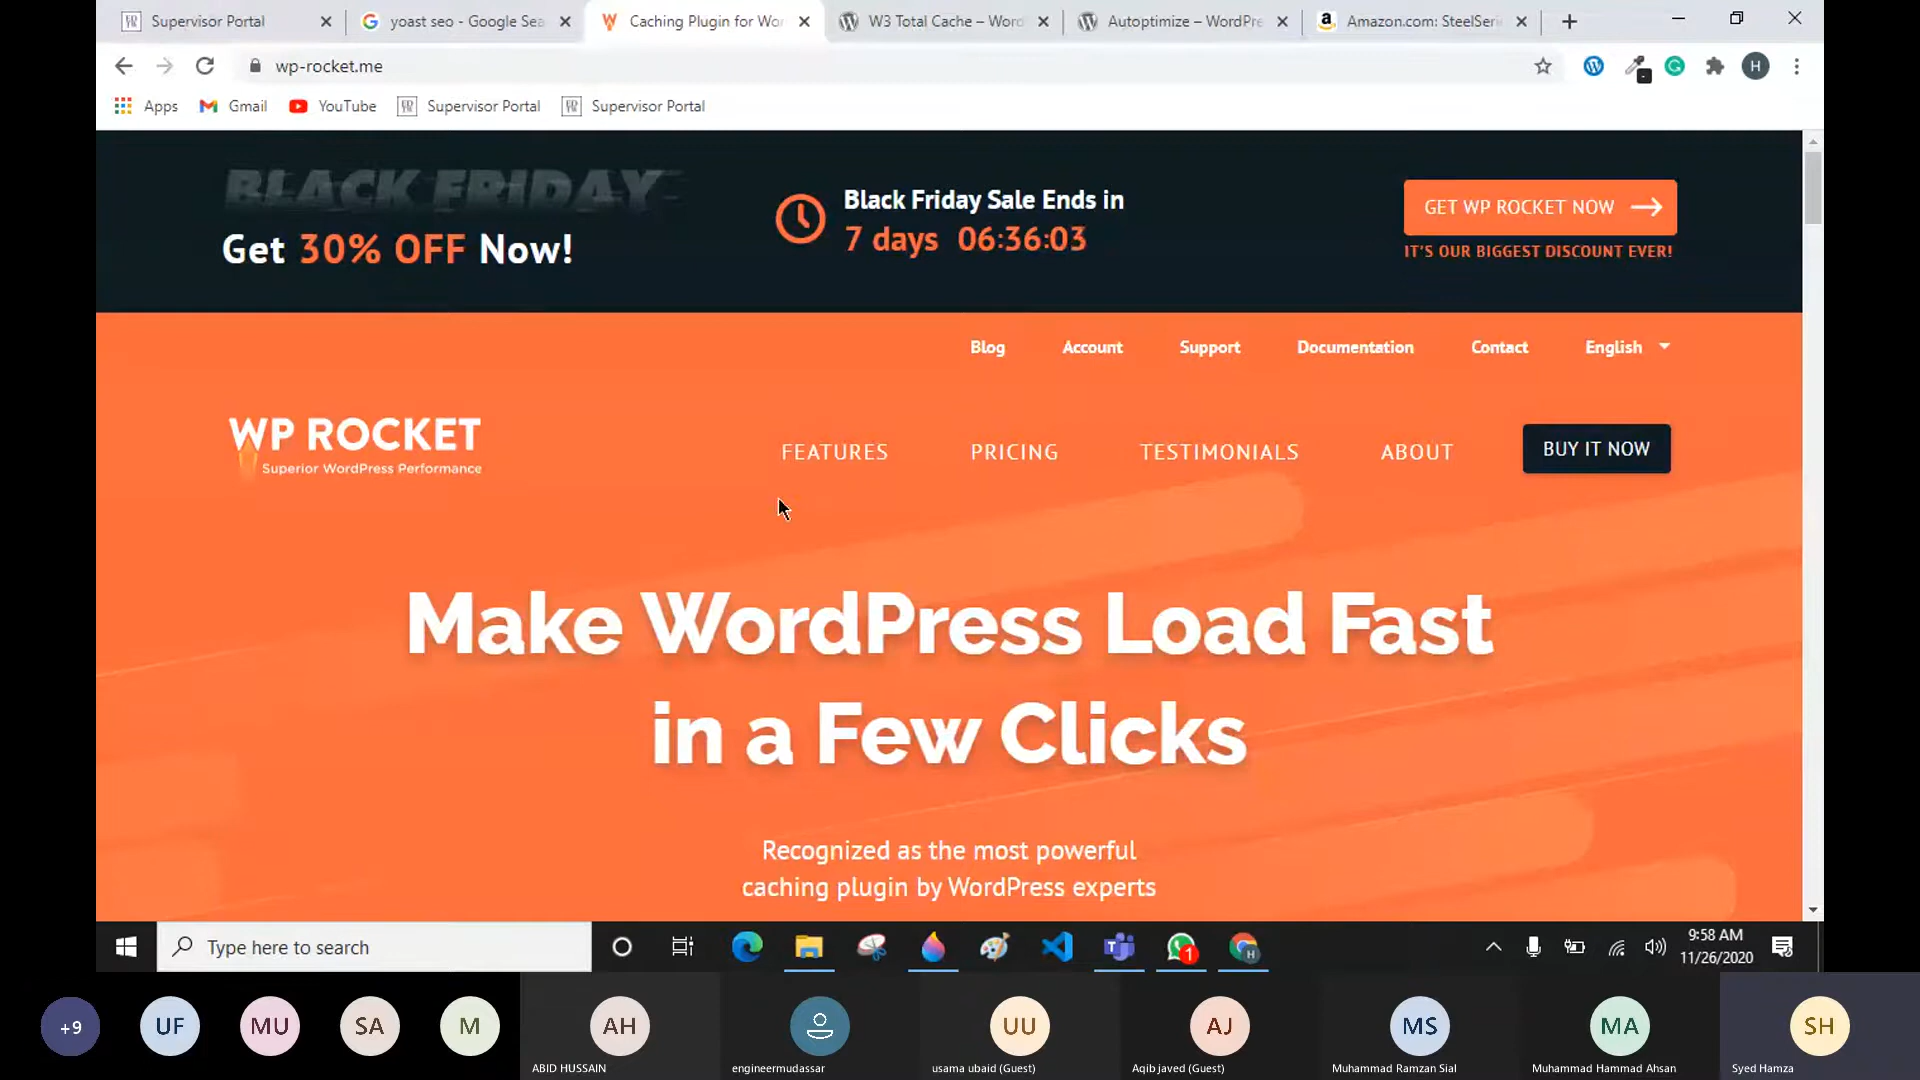 Supervisor Portal
yoast seo - Google Sea
Caching Plugin for Wor
W3 Total Cache – Word
Autoptimize – WordPre
Amazon.com: SteelSeri
wp-rocket.me
H
Apps
Gmail
YouTube
Supervisor Portal
Supervisor Portal
BLACK FRIDAY
Get 30% OFF Now!
Black Friday Sale Ends in
7 days 06:36:03
GET WP ROCKET NOW
IT'S OUR BIGGEST DISCOUNT EVER!
Blog
Account
Support
Documentation
Contact
English
WP ROCKET
Superior WordPress Performance
FEATURES
PRICING
TESTIMONIALS
ABOUT
BUY IT NOW
Make WordPress Load Fast
in a Few Clicks
Recognized as the most powerful
caching plugin by WordPress experts
Type here to search
1
H
9:58 AM
11/26/2020
+9
UF
MU
SA
M
AH
UU
AJ
MS
MA
SH
ABID HUSSAIN
engineermudassar
usama ubaid (Guest)
Aqib javed (Guest)
Muhammad Ramzan Sial
Muhammad Hammad Ahsan
Syed Hamza